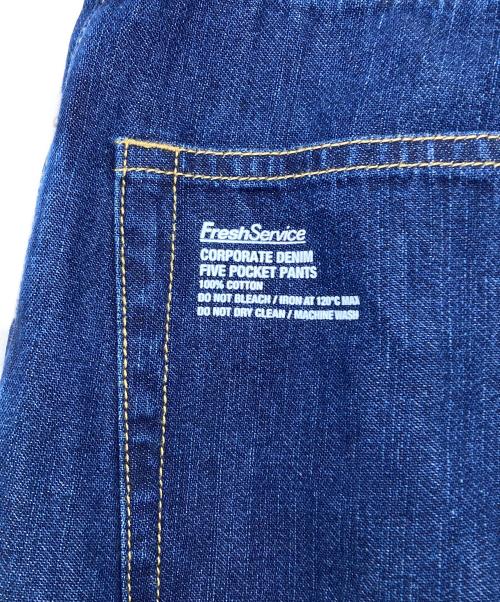 FreshService
CORPORATE DENIM
FIVE POCKET PANTS
100% COTTON
DO NOT BLEACH / IRON AT 120°C MAX
DO NOT DRY CLEAN / MACHINE WASH